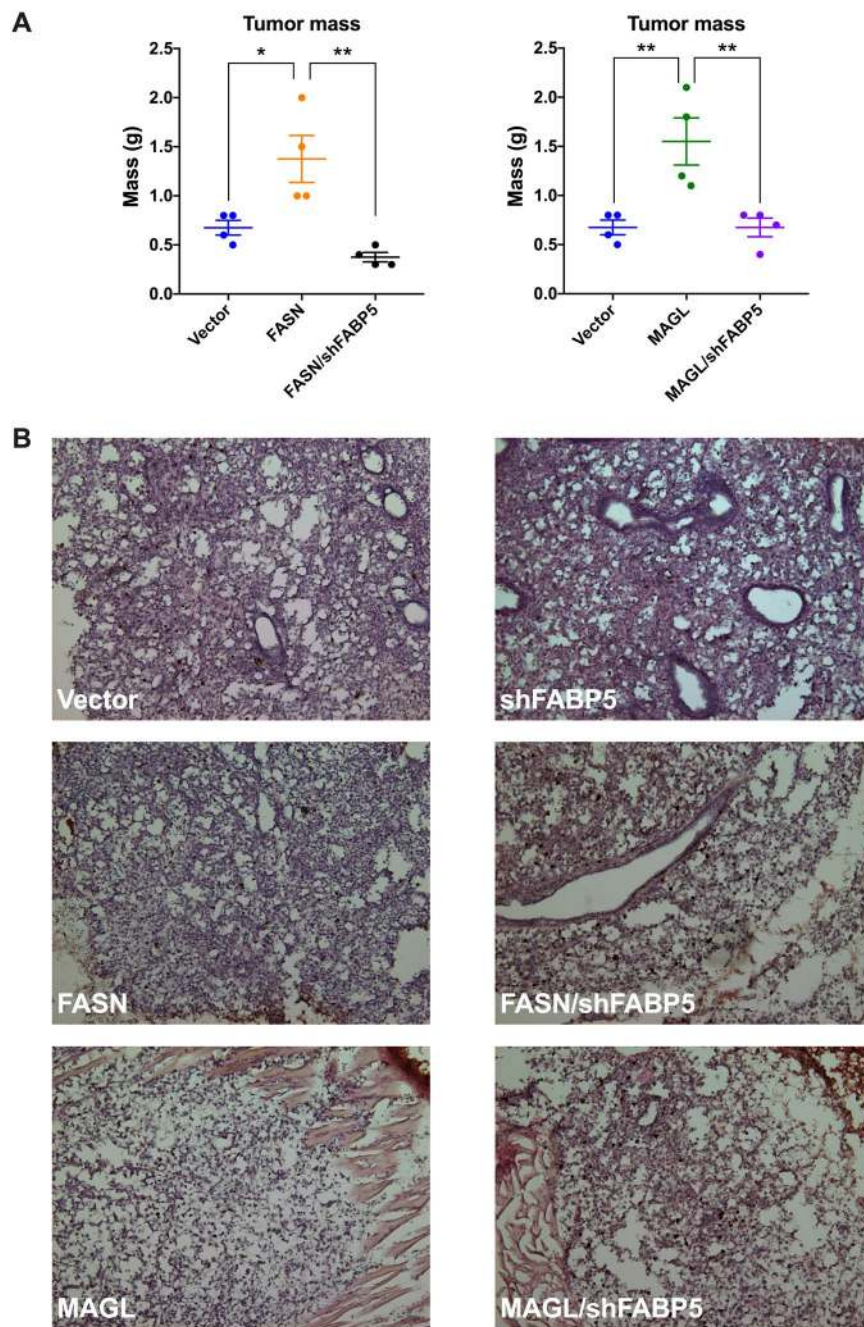 A
Tumor mass
* **
Mass (g)
2.5
2.0
1.5
1.0
0.5
0.0
Vector
FASN
FASN/shFABP5
Tumor mass
** **
Mass (g)
2.5
2.0
1.5
1.0
0.5
0.0
Vector
MAGL
MAGL/shFABP5
B
Vector
shFABP5
FASN
FASN/shFABP5
MAGL
MAGL/shFABP5